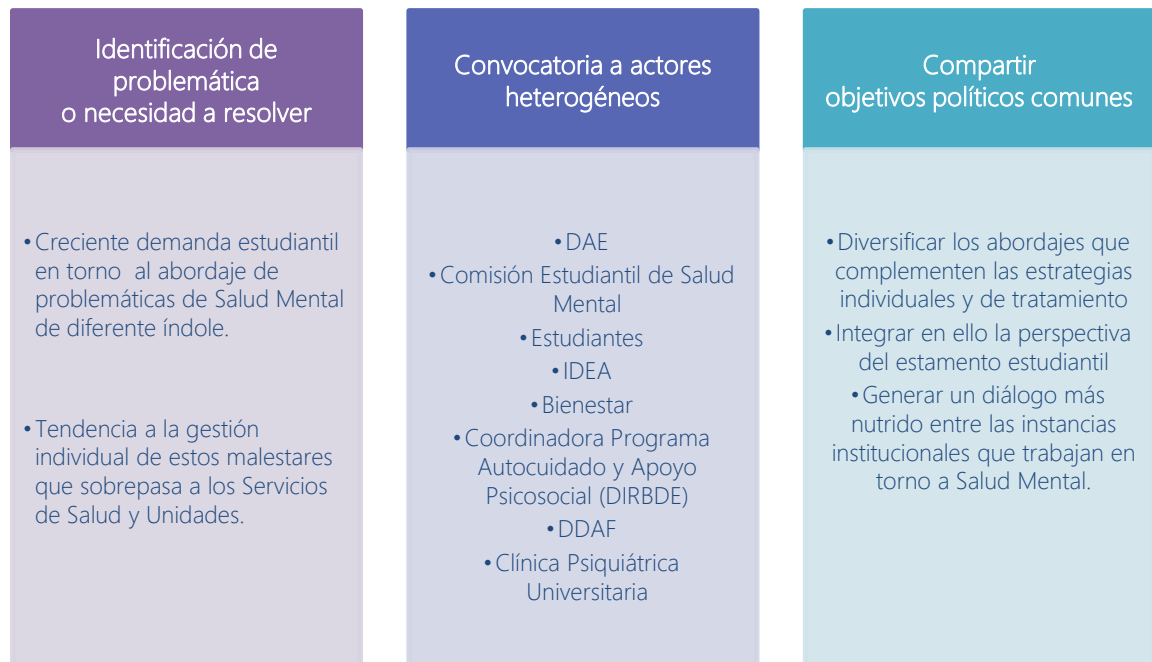 Identificación de
problemática
o necesidad a resolver
• Creciente demanda estudiantil
en torno al abordaje de
problemáticas de Salud Mental
de diferente índole.
• Tendencia a la gestión
individual de estos malestares
que sobrepasa a los Servicios
de Salud y Unidades.
Convocatoria a actores
heterogéneos
• DAE
• Comisión Estudiantil de Salud
Mental
• Estudiantes
• IDEA
• Bienestar
• Coordinadora Programa
Autocuidado y Apoyo
Psicosocial (DIRBDE)
• DDAF
• Clínica Psiquiátrica
Universitaria
Compartir
objetivos políticos comunes
• Diversificar los abordajes que
complementen las estrategias
individuales y de tratamiento
• Integrar en ello la perspectiva
del estamento estudiantil
• Generar un diálogo más
nutrido entre las instancias
institucionales que trabajan en
torno a Salud Mental.